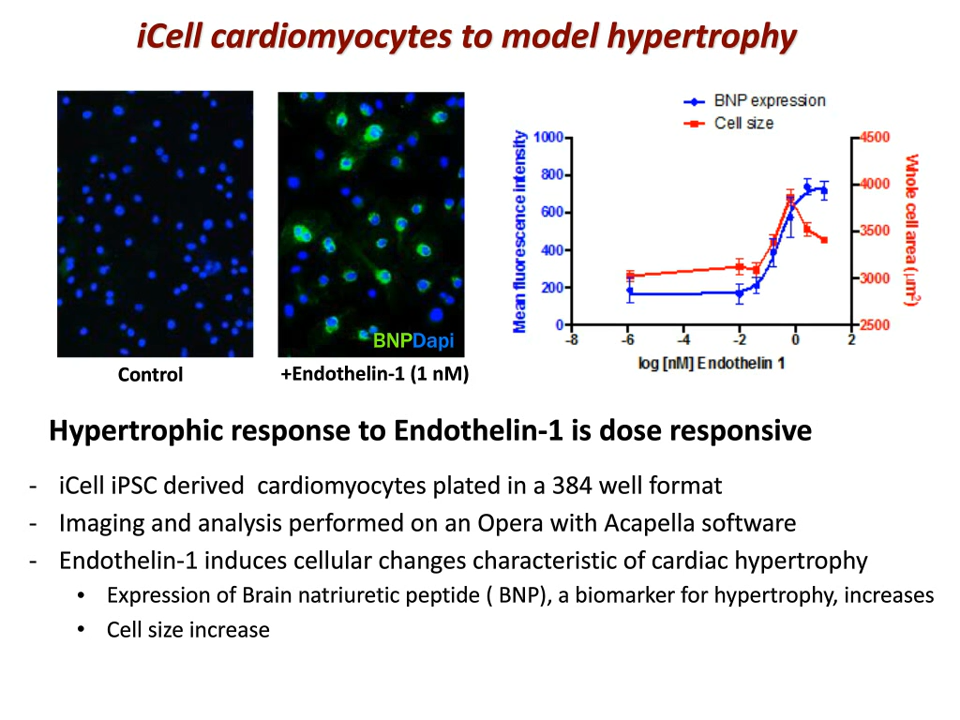 iCell cardiomyocytes to model hypertrophy
BNPDapi
Control
+Endothelin-1 (1 nM)
BNP expression
Cell size
Mean fluorescence intensity
1000
800
600
400
200
0
-8
-6
-4
-2
0
2
log [nM] Endothelin 1
4500
4000
3500
3000
2500
Whole cell area (μm²)
Hypertrophic response to Endothelin-1 is dose responsive
- iCell iPSC derived  cardiomyocytes plated in a 384 well format
- Imaging and analysis performed on an Opera with Acapella software
- Endothelin-1 induces cellular changes characteristic of cardiac hypertrophy
• Expression of Brain natriuretic peptide ( BNP), a biomarker for hypertrophy, increases
• Cell size increase